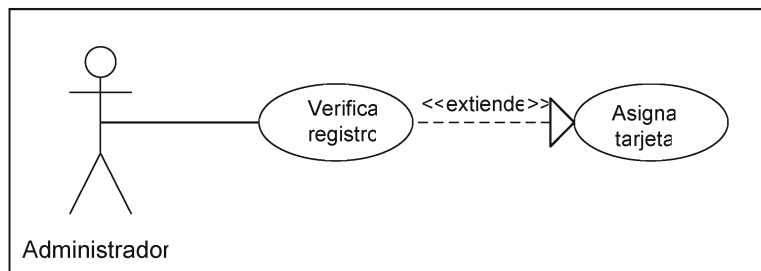 Verifica
registro
<<extiende>>
Asigna
tarjeta
Administrador